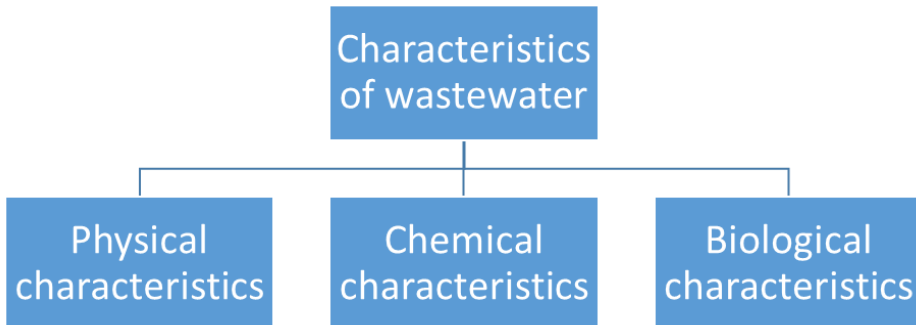 Characteristics
of wastewater
Physical
characteristics
Chemical
characteristics
Biological
characteristics